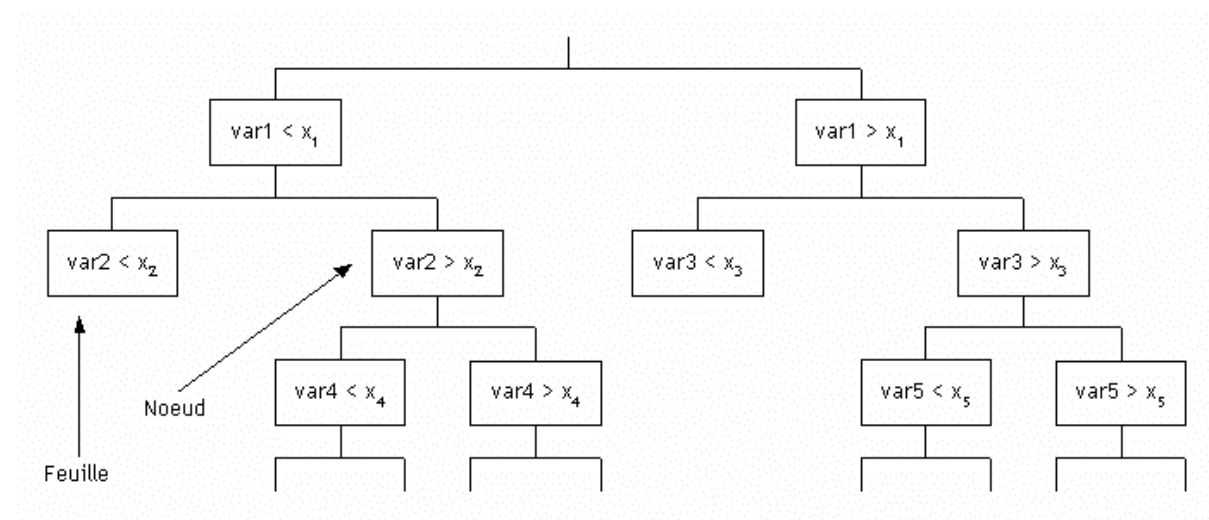 var1 < x₁
var1 > x₁
var2 < x₂
var2 > x₂
var3 < x₃
var3 > x₃
var4 < x₄
var4 > x₄
var5 < x₅
var5 > x₅
Noeud
Feuille